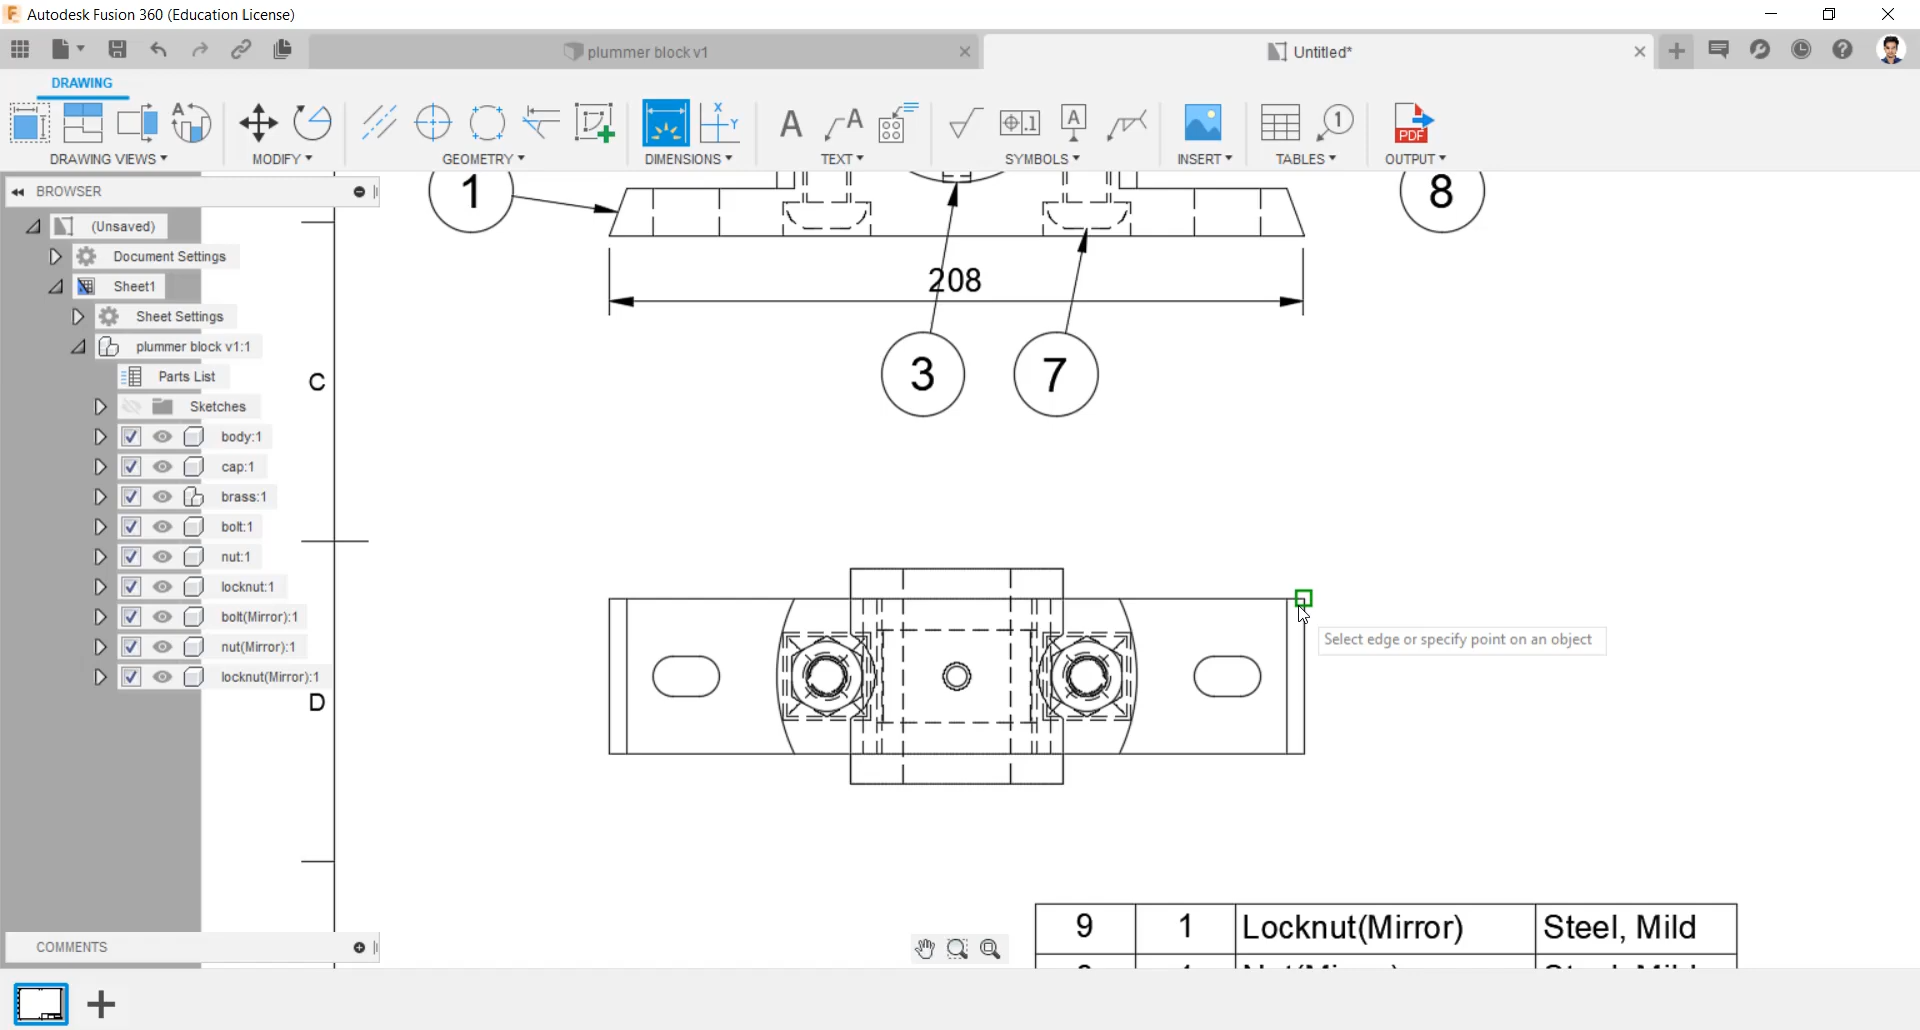 Autodesk Fusion 360 (Education License)
plummer block v1
Untitled*
DRAWING
DRAWING VIEWS
MODIFY
GEOMETRY
DIMENSIONS
TEXT
SYMBOLS
INSERT
TABLES
OUTPUT
BROWSER
(Unsaved)
Document Settings
Sheet1
Sheet Settings
plummer block v1:1
Parts List
Sketches
body:1
cap:1
brass:1
bolt:1
nut:1
locknut:1
bolt(Mirror):1
nut(Mirror):1
locknut(Mirror):1
C
D
1
8
208
3
7
Select edge or specify point on an object
9 1 Locknut(Mirror) Steel, Mild
COMMENTS